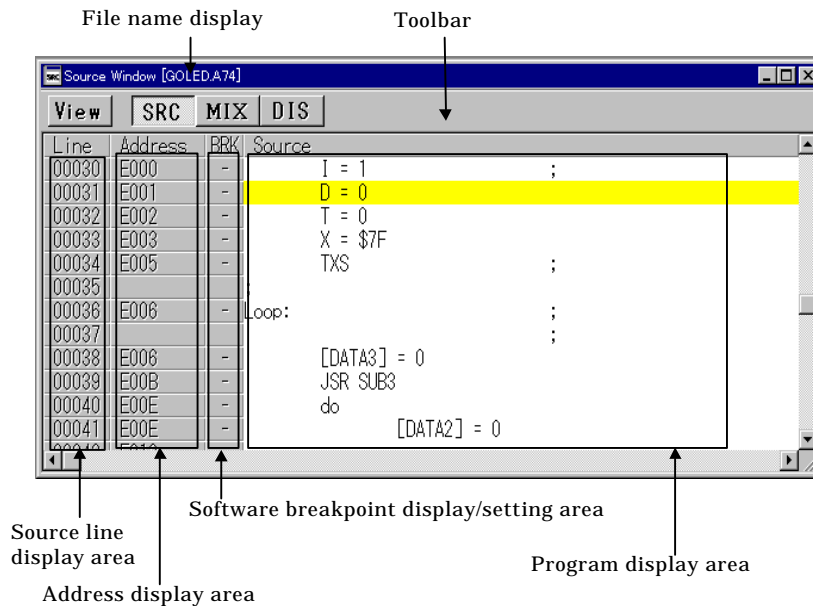 File name display Toolbar
SRC Source Window [GOLED.A74]
View SRC MIX DIS
Line Address BRK Source
00030 E000 - I = 1 ;
00031 E001 - D = 0
00032 E002 - T = 0
00033 E003 - X = $7F
00034 E005 - TXS ;
00035 ;
00036 E006 - Loop: ;
00037 ;
00038 E006 - [DATA3] = 0
00039 E00B - JSR SUB3
00040 E00E - do
00041 E00E - [DATA2] = 0
Software breakpoint display/setting area
Source line
display area
Program display area
Address display area